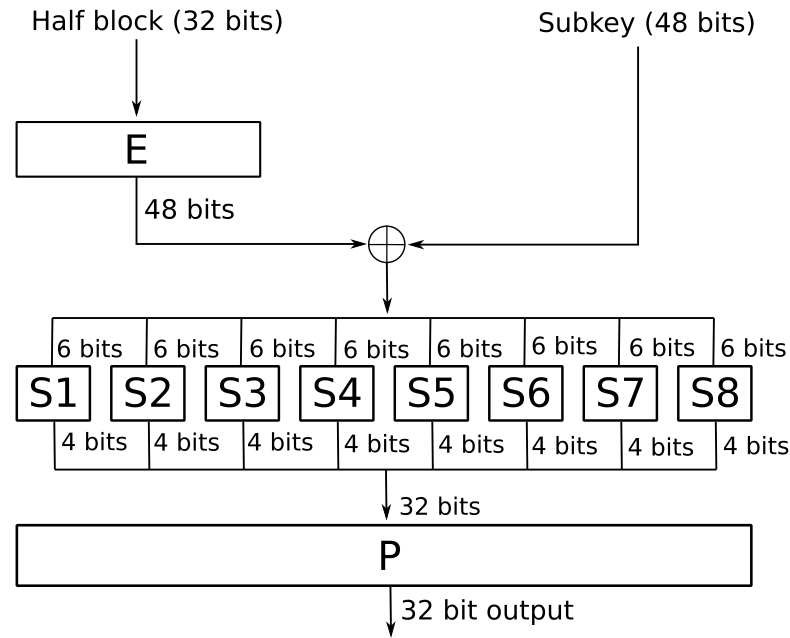 Half block (32 bits)
Subkey (48 bits)
E
48 bits
6 bits 6 bits 6 bits 6 bits 6 bits 6 bits 6 bits 6 bits
S1 S2 S3 S4 S5 S6 S7 S8
4 bits 4 bits 4 bits 4 bits 4 bits 4 bits 4 bits 4 bits
32 bits
P
32 bit output